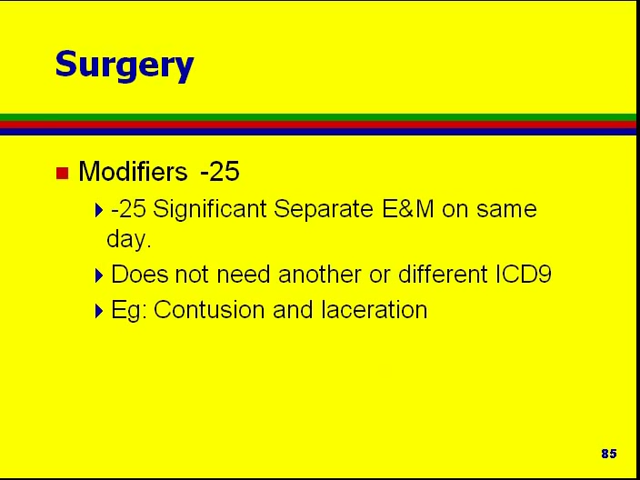 Surgery
Modifiers -25
-25 Significant Separate E&M on same
day.
Does not need another or different ICD9
Eg: Contusion and laceration
85